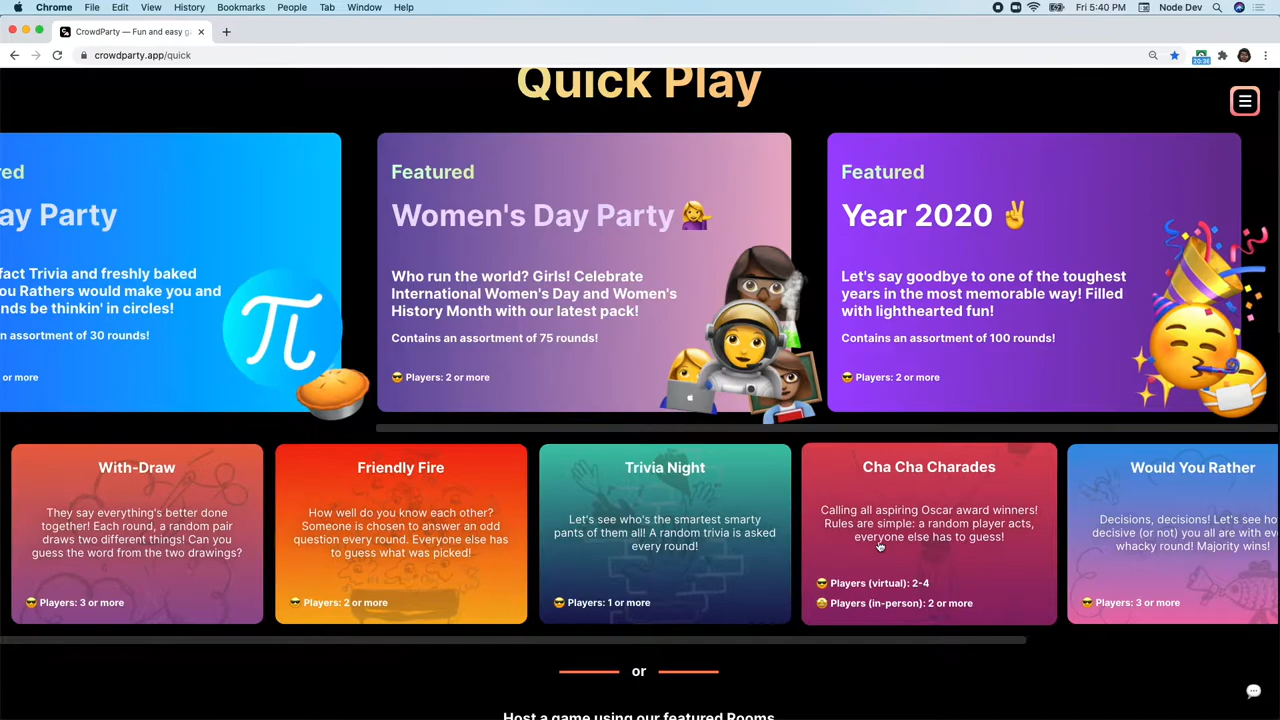 Chrome File Edit View History Bookmarks People Tab Window Help Fri 5:40 PM Node Dev
CrowdParty — Fun and easy g
crowdparty.app/quick
20:36
Quick Play
ed
ay Party
fact Trivia and freshly baked
ou Rathers would make you and
nds be thinkin' in circles!
n assortment of 30 rounds!
or more
Featured
Women's Day Party
Who run the world? Girls! Celebrate
International Women's Day and Women's
History Month with our latest pack!
Contains an assortment of 75 rounds!
😎 Players: 2 or more
Featured
Year 2020 ✌️
Let's say goodbye to one of the toughest
years in the most memorable way! Filled
with lighthearted fun!
Contains an assortment of 100 rounds!
😎 Players: 2 or more
With-Draw
They say everything's better done
together! Each round, a random pair
draws two different things! Can you
guess the word from the two drawings?
😎 Players: 3 or more
Friendly Fire
How well do you know each other?
Someone is chosen to answer an odd
question every round. Everyone else has
to guess what was picked!
😎 Players: 2 or more
Trivia Night
Let's see who's the smartest smarty
pants of them all! A random trivia is asked
every round!
😎 Players: 1 or more
Cha Cha Charades
Calling all aspiring Oscar award winners!
Rules are simple: a random player acts,
everyone else has to guess!
😎 Players (virtual): 2-4
🤩 Players (in-person): 2 or more
Would You Rather
Decisions, decisions! Let's see ho
decisive (or not) you all are with ev
whacky round! Majority wins!
😎 Players: 3 or more
or
Host a game using our featured Rooms